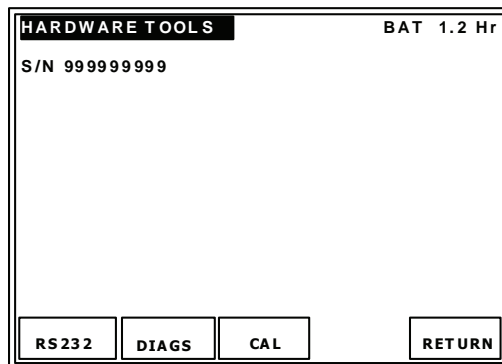 HARDWARE TOOLS BAT 1.2 Hr
S/N 999999999
RS232 DIAGS CAL RETURN